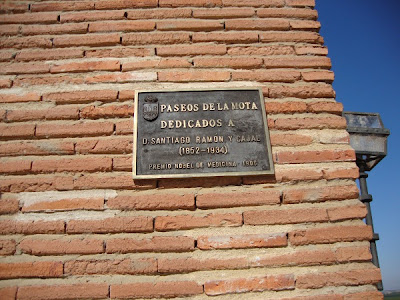 PASEOS DE LA MOTA
DEDICADOS A
D. SANTIAGO RAMON Y CAJAL
(1852-1934)
PREMIO NOBEL DE MEDICINA, 1906